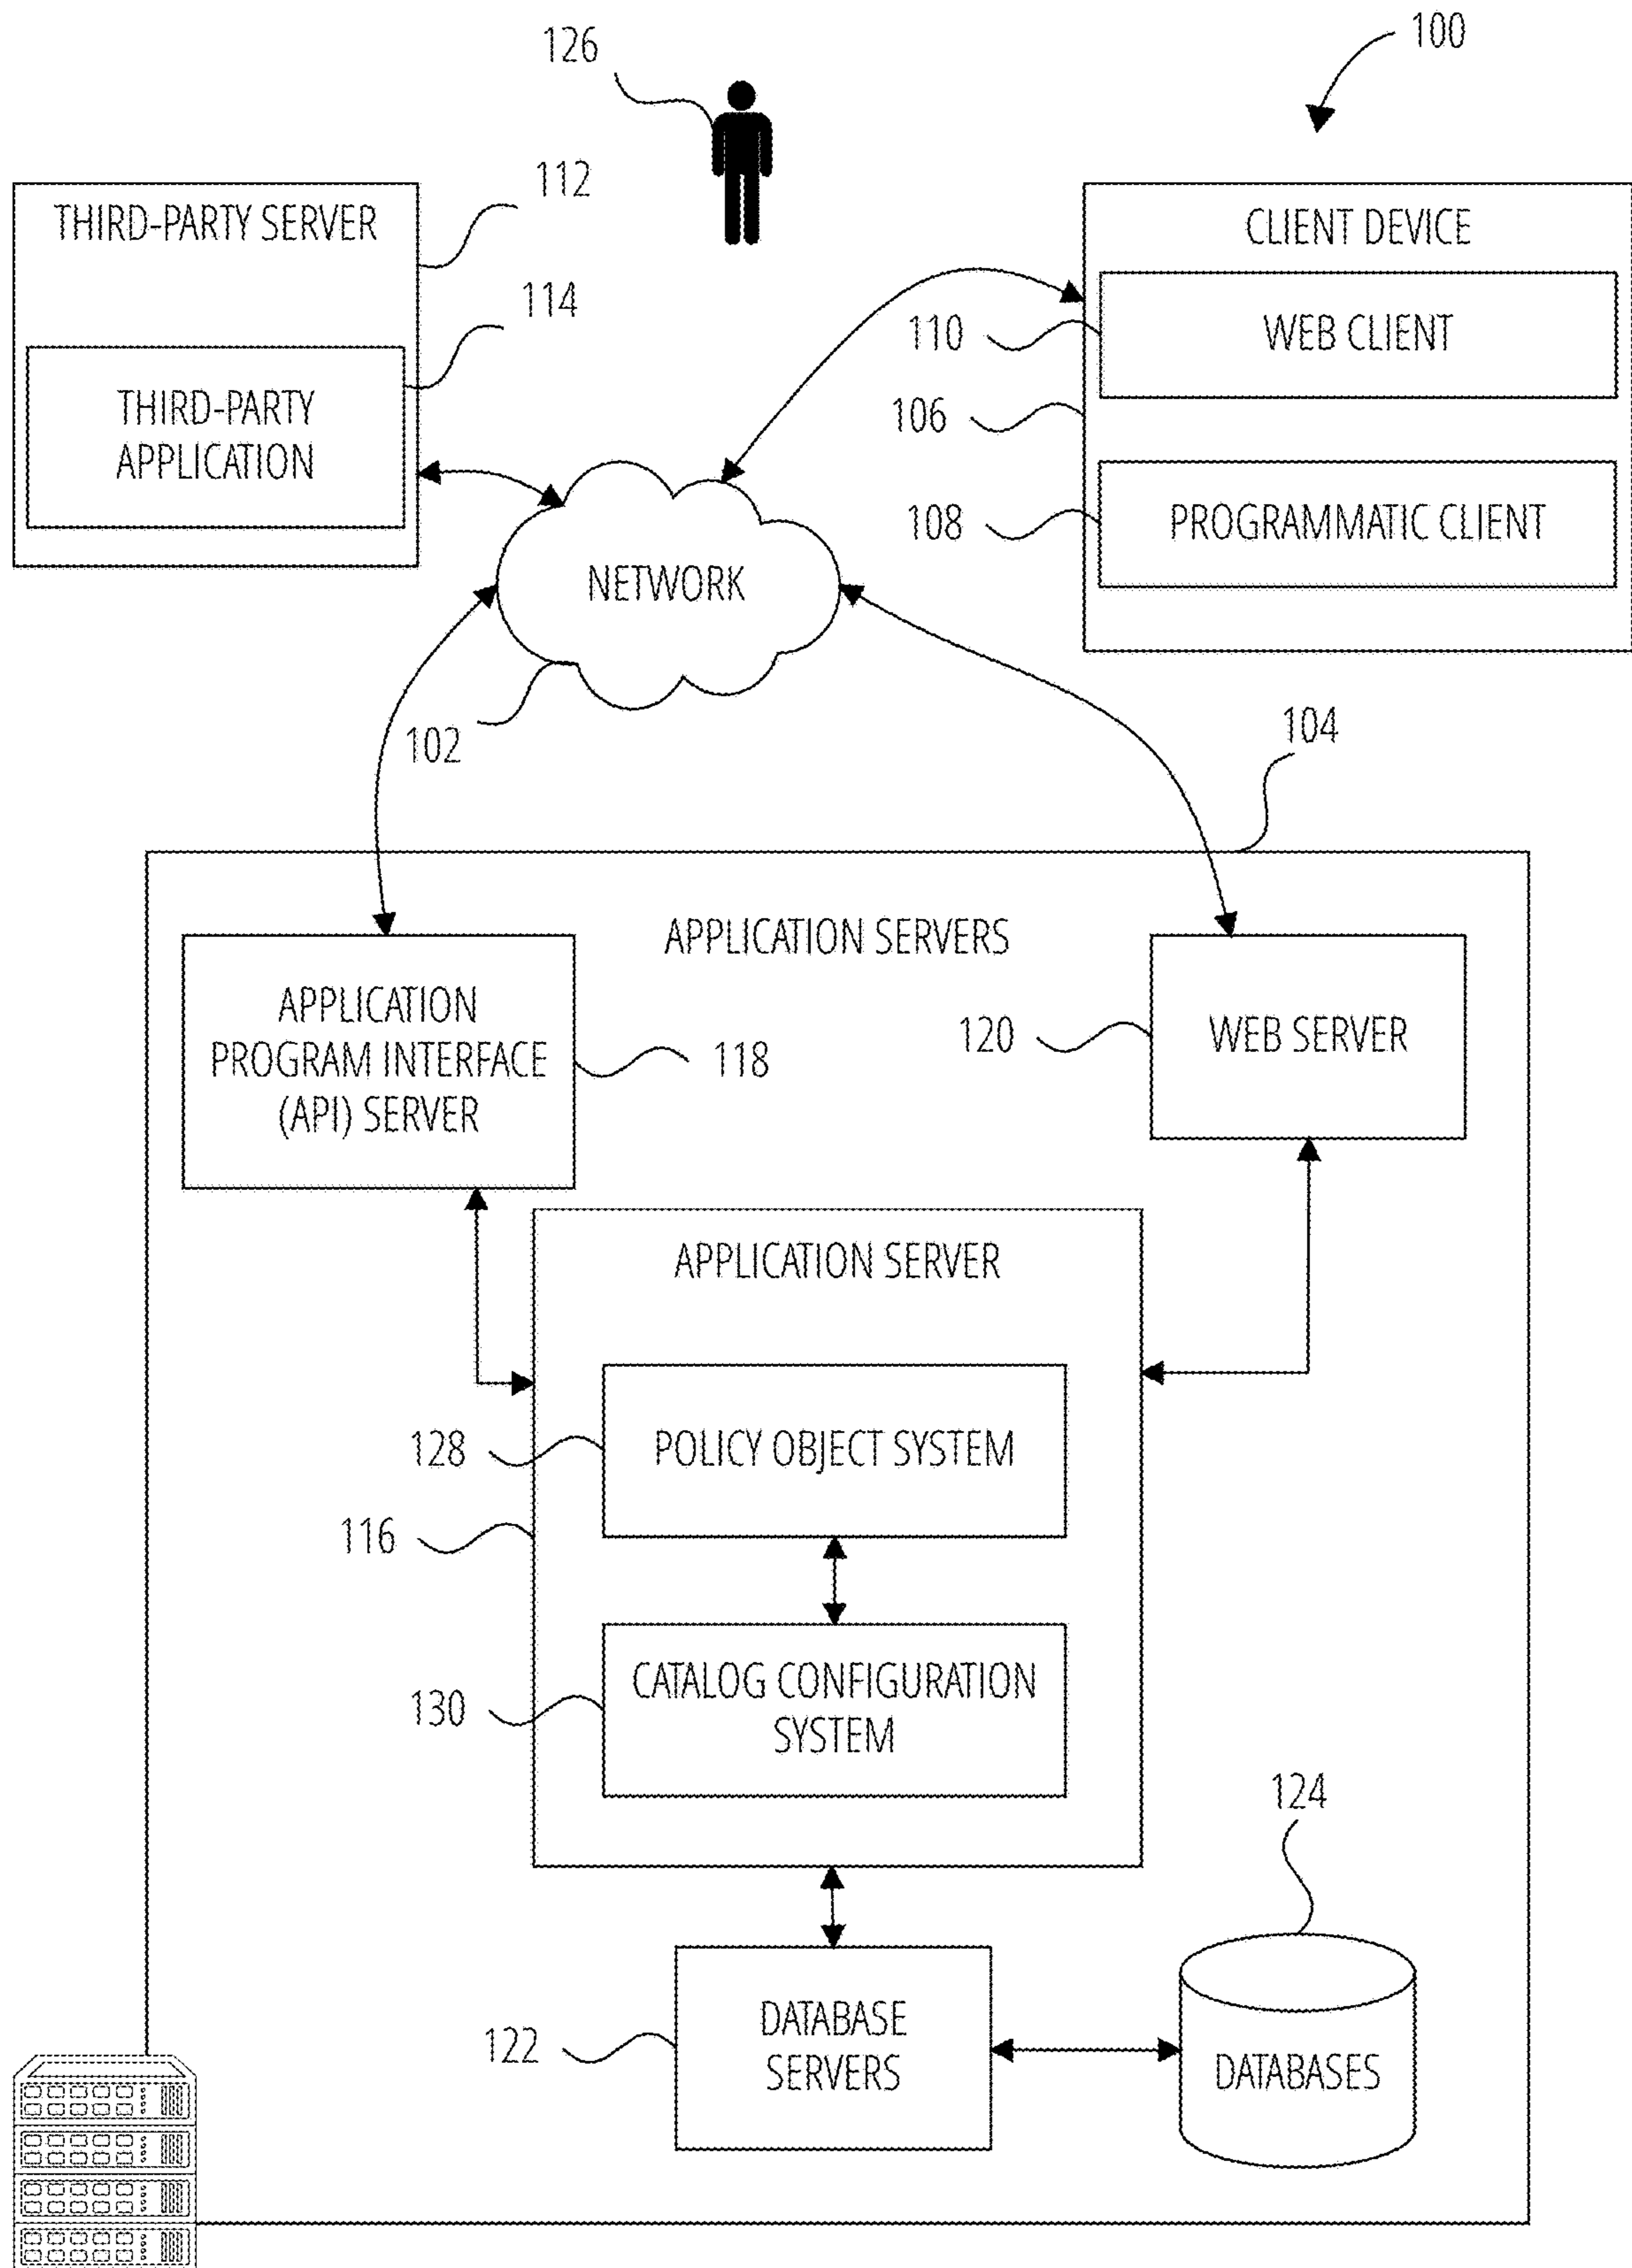 126
100
THIRD-PARTY SERVER
112
CLIENT DEVICE
114
110
WEB CLIENT
THIRD-PARTY
APPLICATION
106
108
PROGRAMMATIC CLIENT
NETWORK
102
104
APPLICATION SERVERS
APPLICATION
PROGRAM INTERFACE
(API) SERVER
118
120
WEB SERVER
APPLICATION SERVER
128
POLICY OBJECT SYSTEM
116
130
CATALOG CONFIGURATION
SYSTEM
124
122
DATABASE
SERVERS
DATABASES